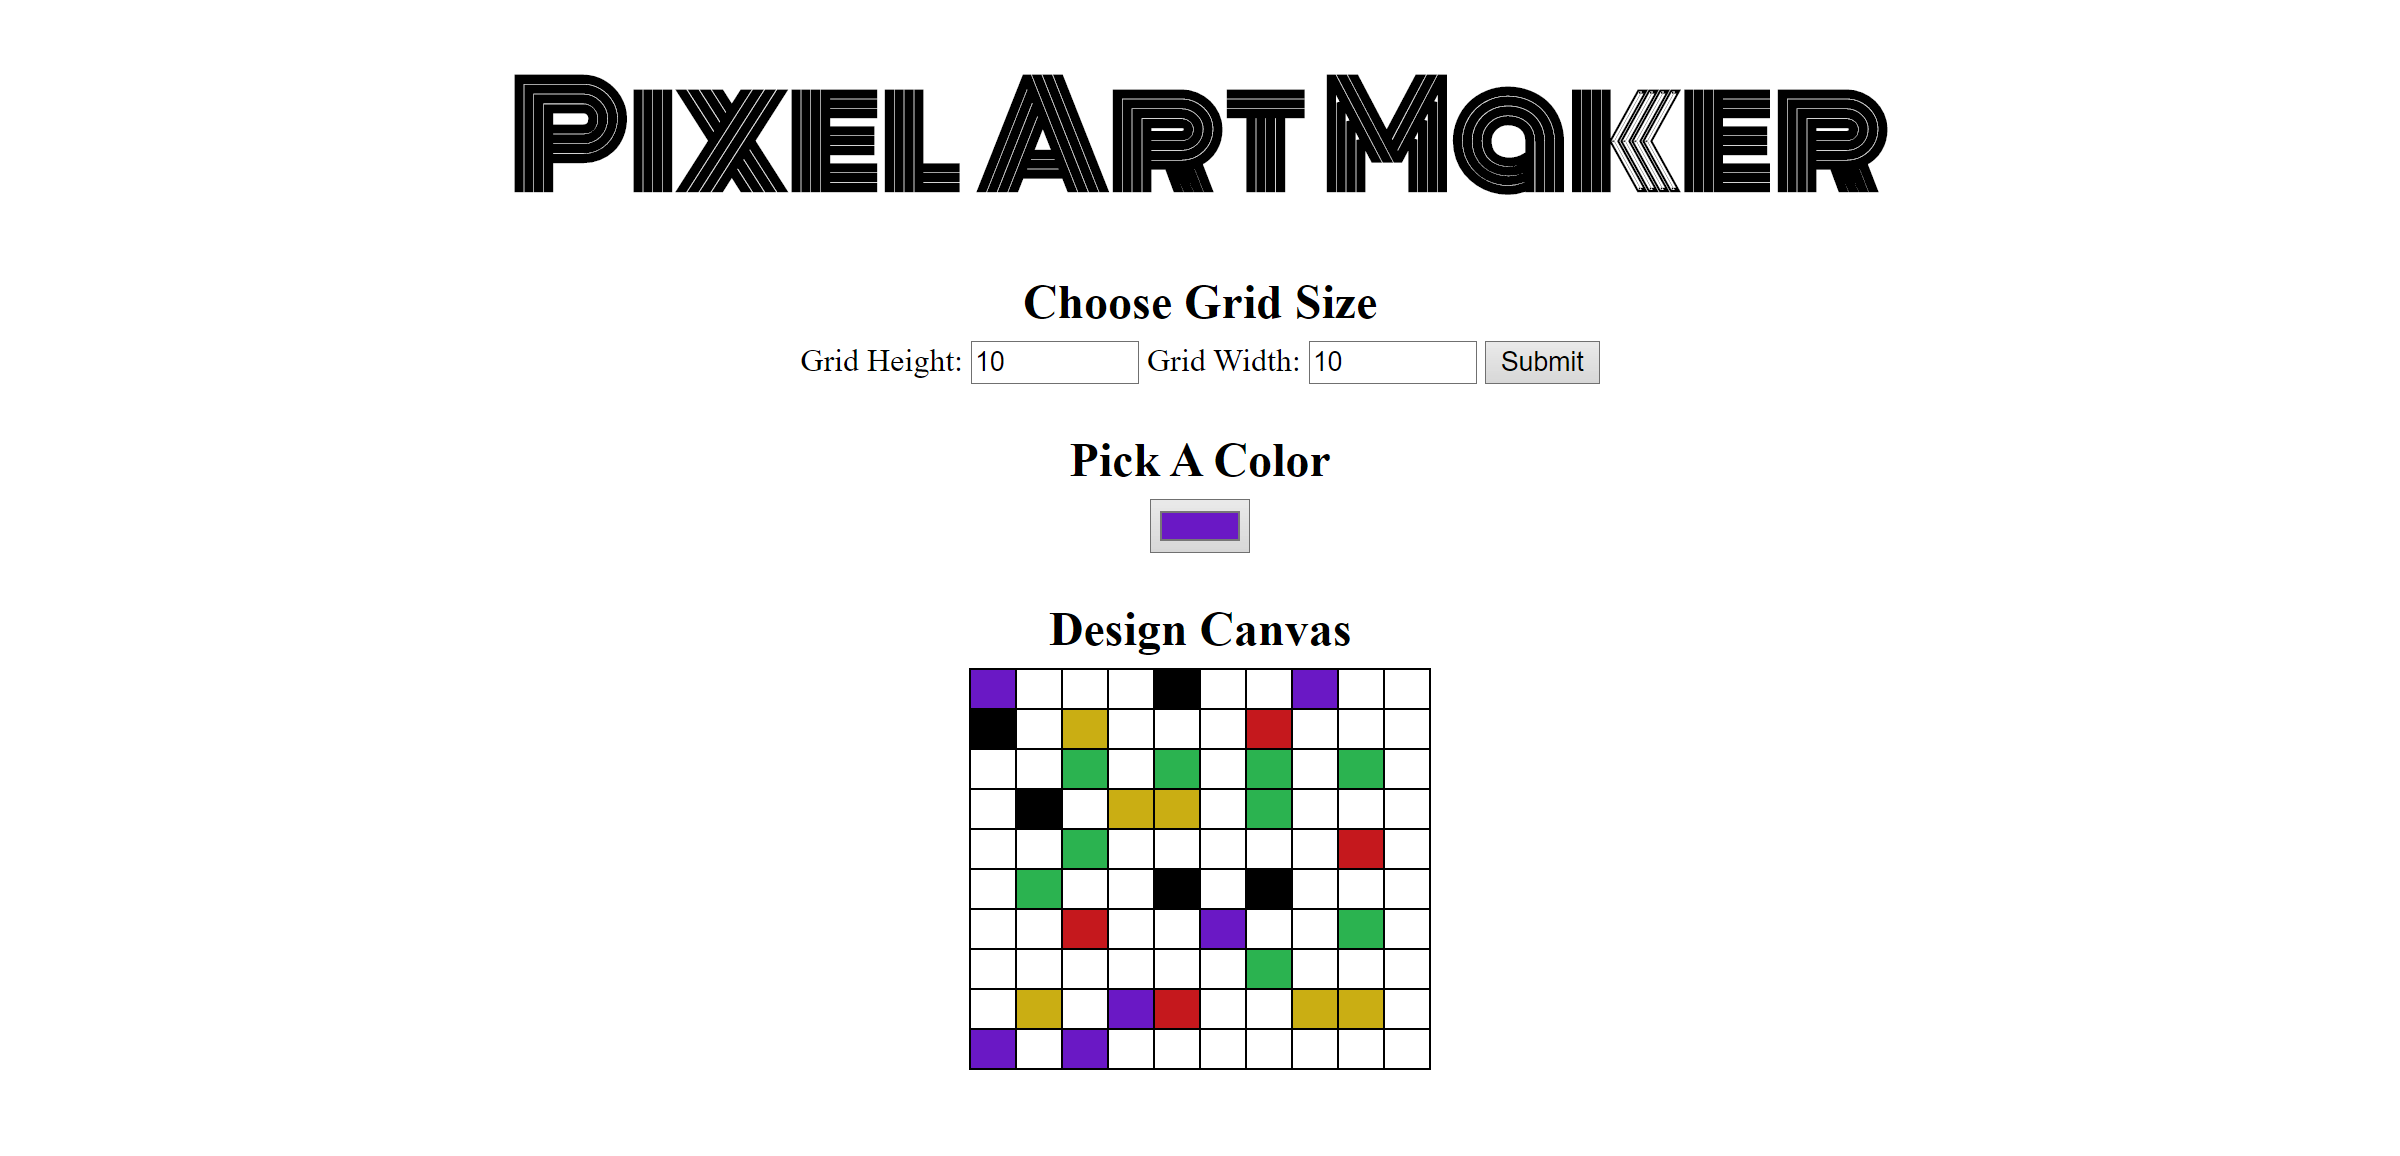 Pixel Art Maker
Choose Grid Size
Grid Height: 10 Grid Width: 10 Submit
Pick A Color
Design Canvas